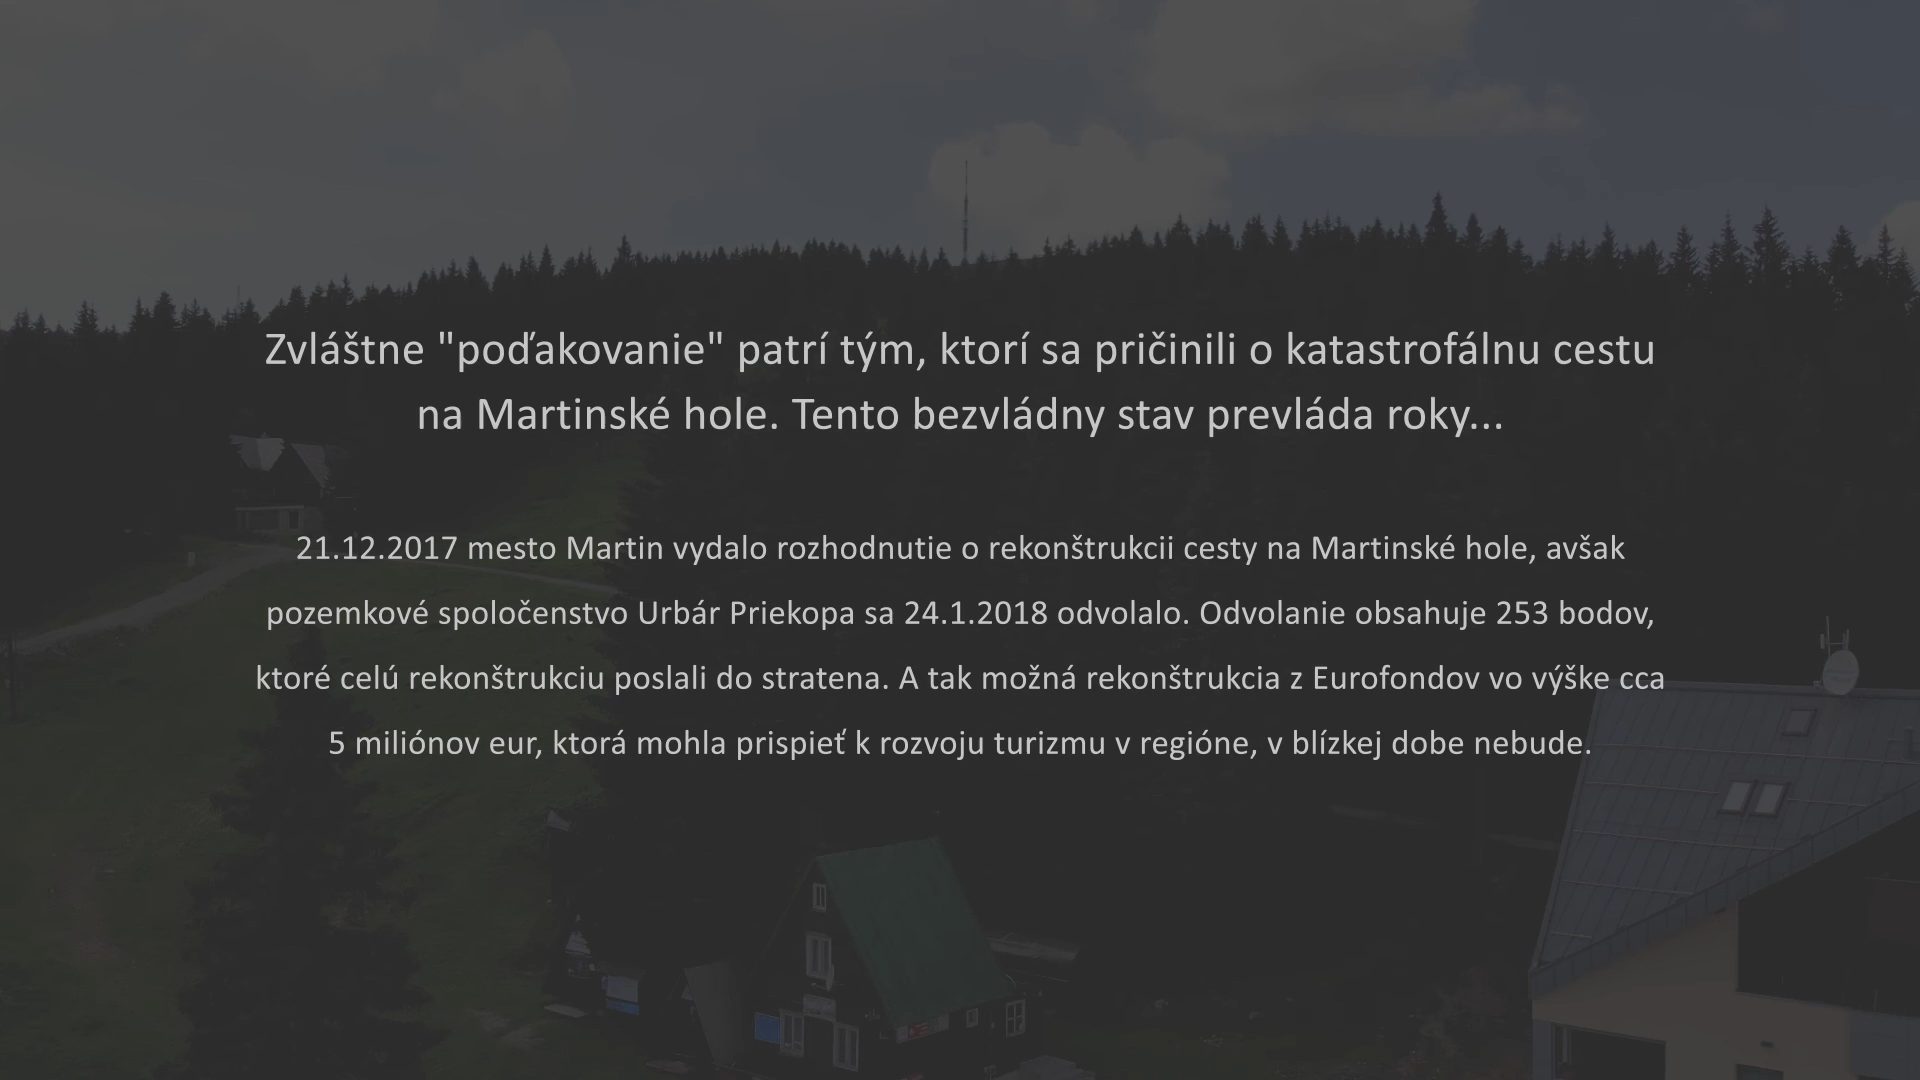 Zvláštne "poďakovanie" patrí tým, ktorí sa pričinili o katastrofálnu cestu
na Martinské hole. Tento bezvládny stav prevláda roky...
21.12.2017 mesto Martin vydalo rozhodnutie o rekonštrukcii cesty na Martinské hole, avšak
pozemkové spoločenstvo Urbár Priekopa sa 24.1.2018 odvolalo. Odvolanie obsahuje 253 bodov,
ktoré celú rekonštrukciu poslali do stratena. A tak možná rekonštrukcia z Eurofondov vo výške cca
5 miliónov eur, ktorá mohla prispieť k rozvoju turizmu v regióne, v blízkej dobe nebude.